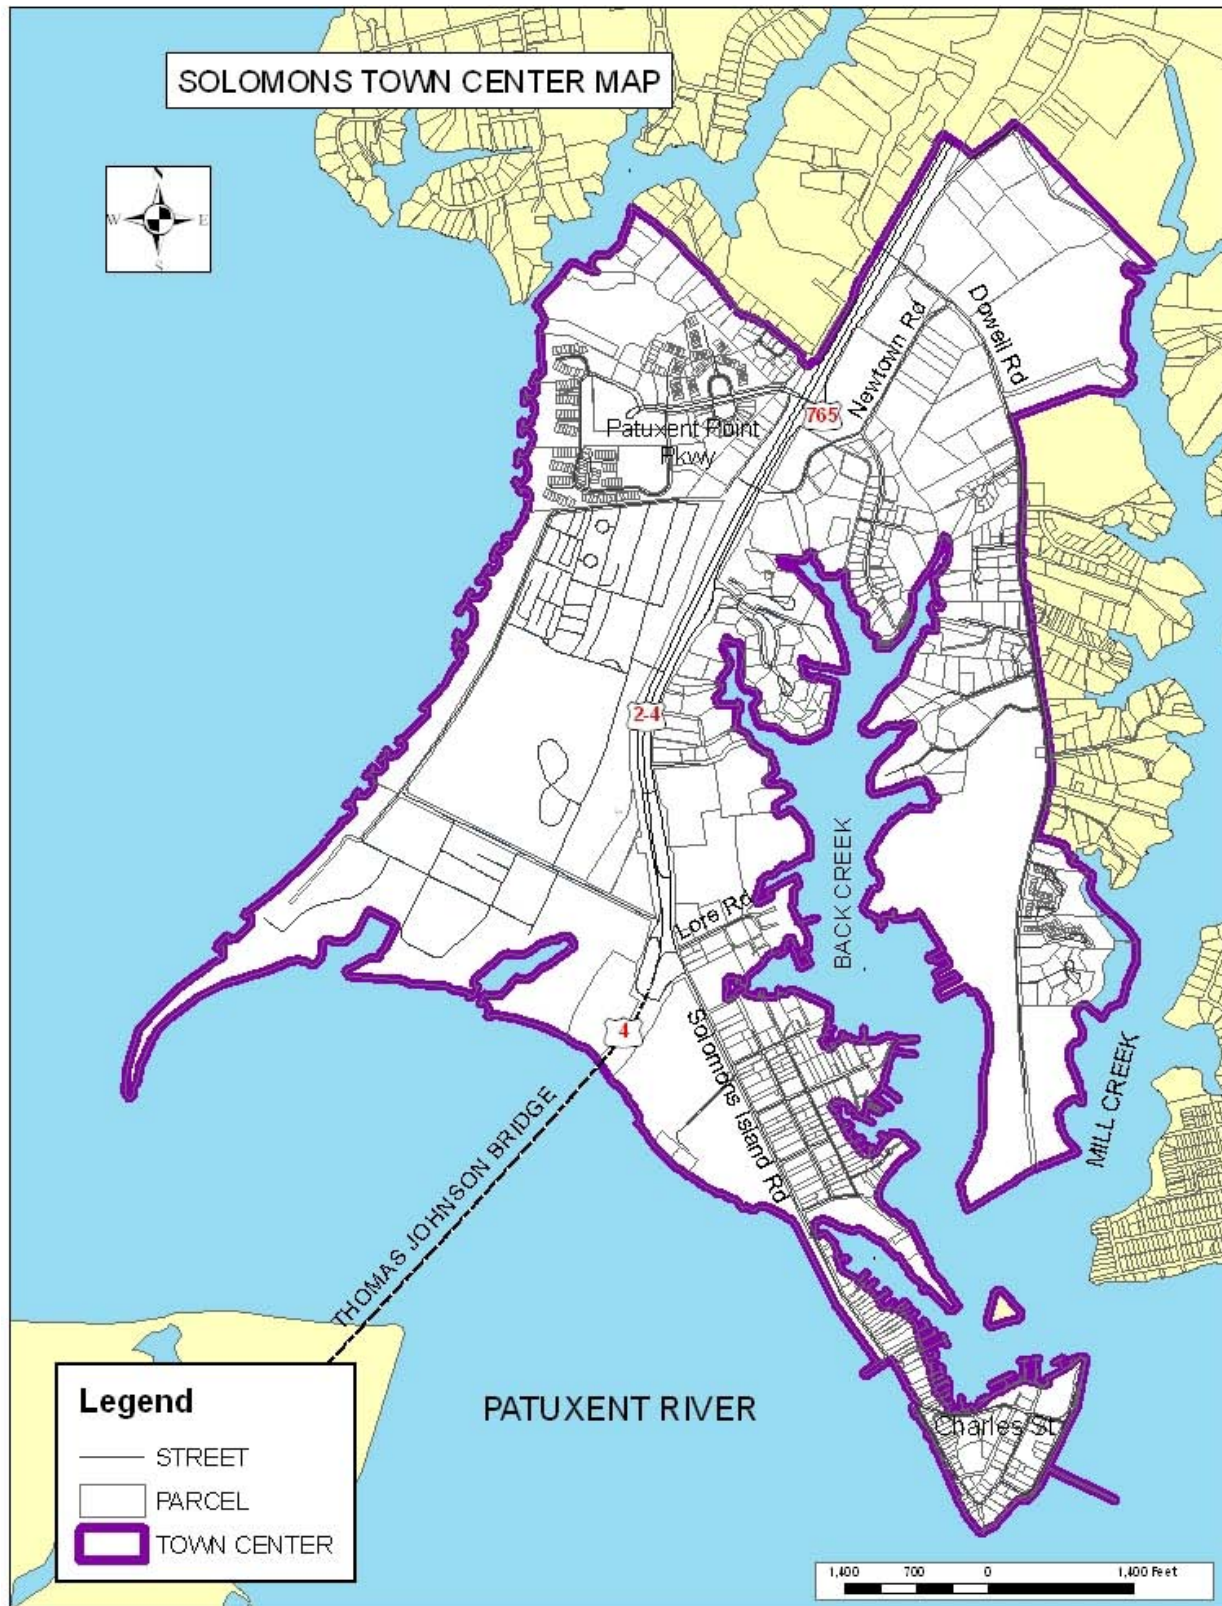 SOLOMONS TOWN CENTER MAP
N
W E
S
Dowell Rd
Newtown Rd
765
Patuxent Point
Pkwy
2-4
BACK CREEK
Lore Rd
4
Solomons Island Rd
MILL CREEK
THOMAS JOHNSON BRIDGE
PATUXENT RIVER
Charles St
Legend
STREET
PARCEL
TOWN CENTER
1,400 700 0 1,400 Feet